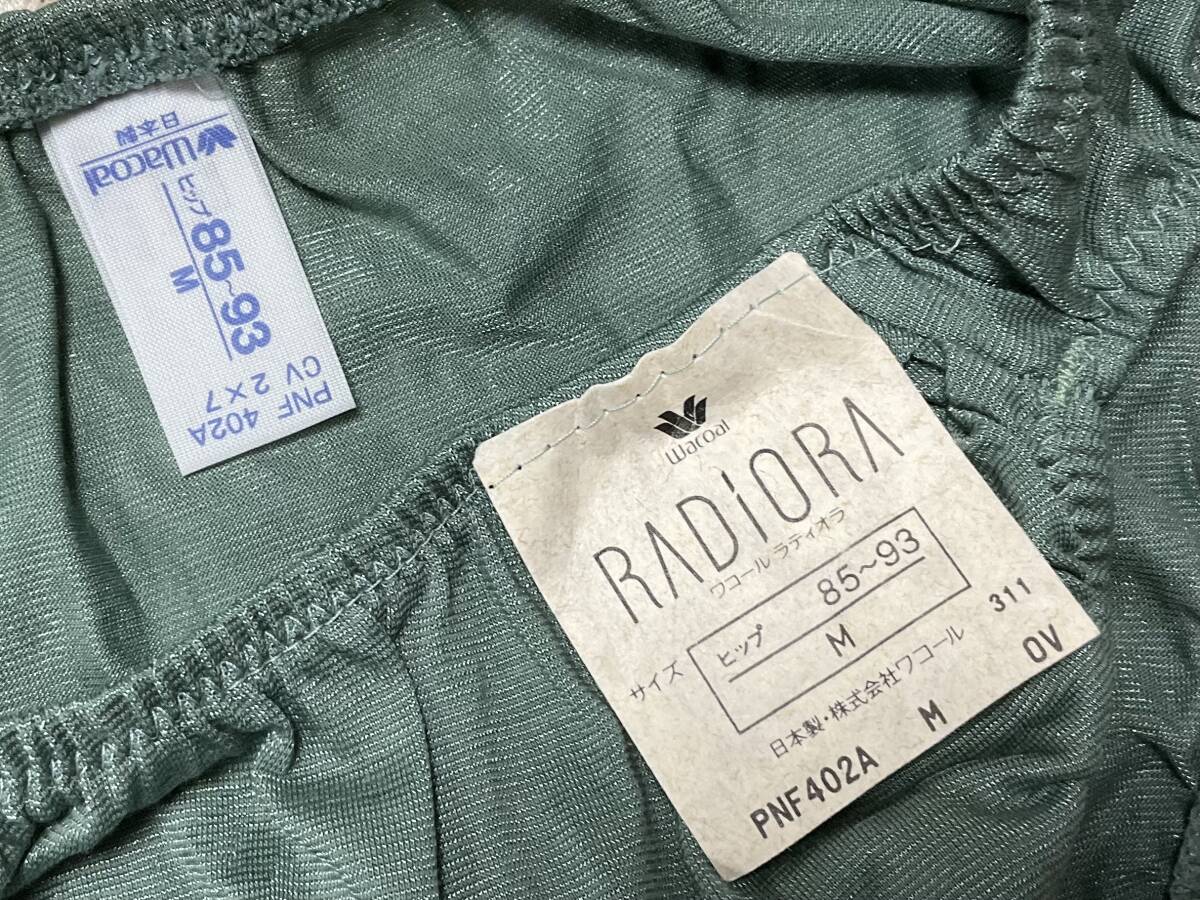 Wacoal
日本製
ヒップ
85~93
M
PNF 402A
CV 2×7
Wacoal
RADiORA
ワコール ラディオラ
サイズ
ヒップ 85~93
M
日本製・株式会社ワコール 311
PNF402A M OV